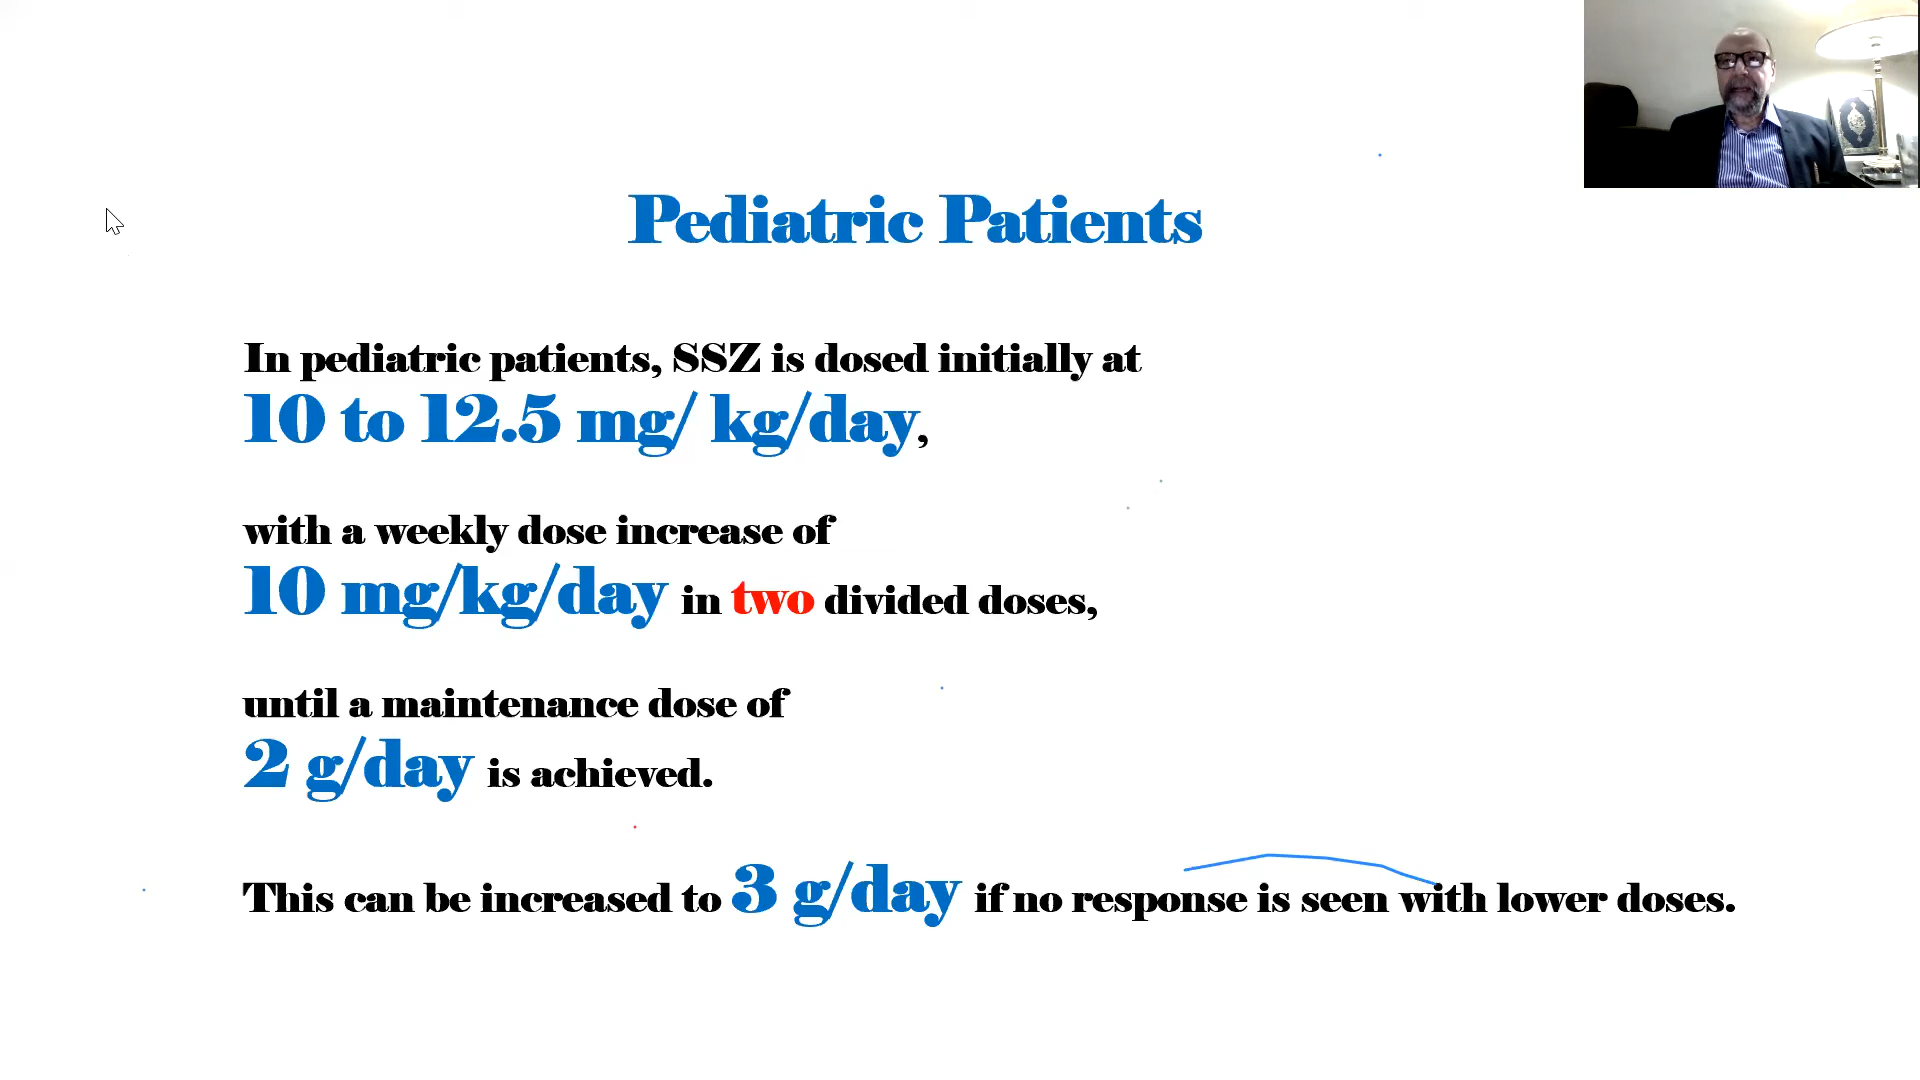 Pediatric Patients
In pediatric patients, SSZ is dosed initially at
10 to 12.5 mg/ kg/day,
with a weekly dose increase of
10 mg/kg/day in two divided doses,
until a maintenance dose of
2 g/day is achieved.
This can be increased to 3 g/day if no response is seen with lower doses.